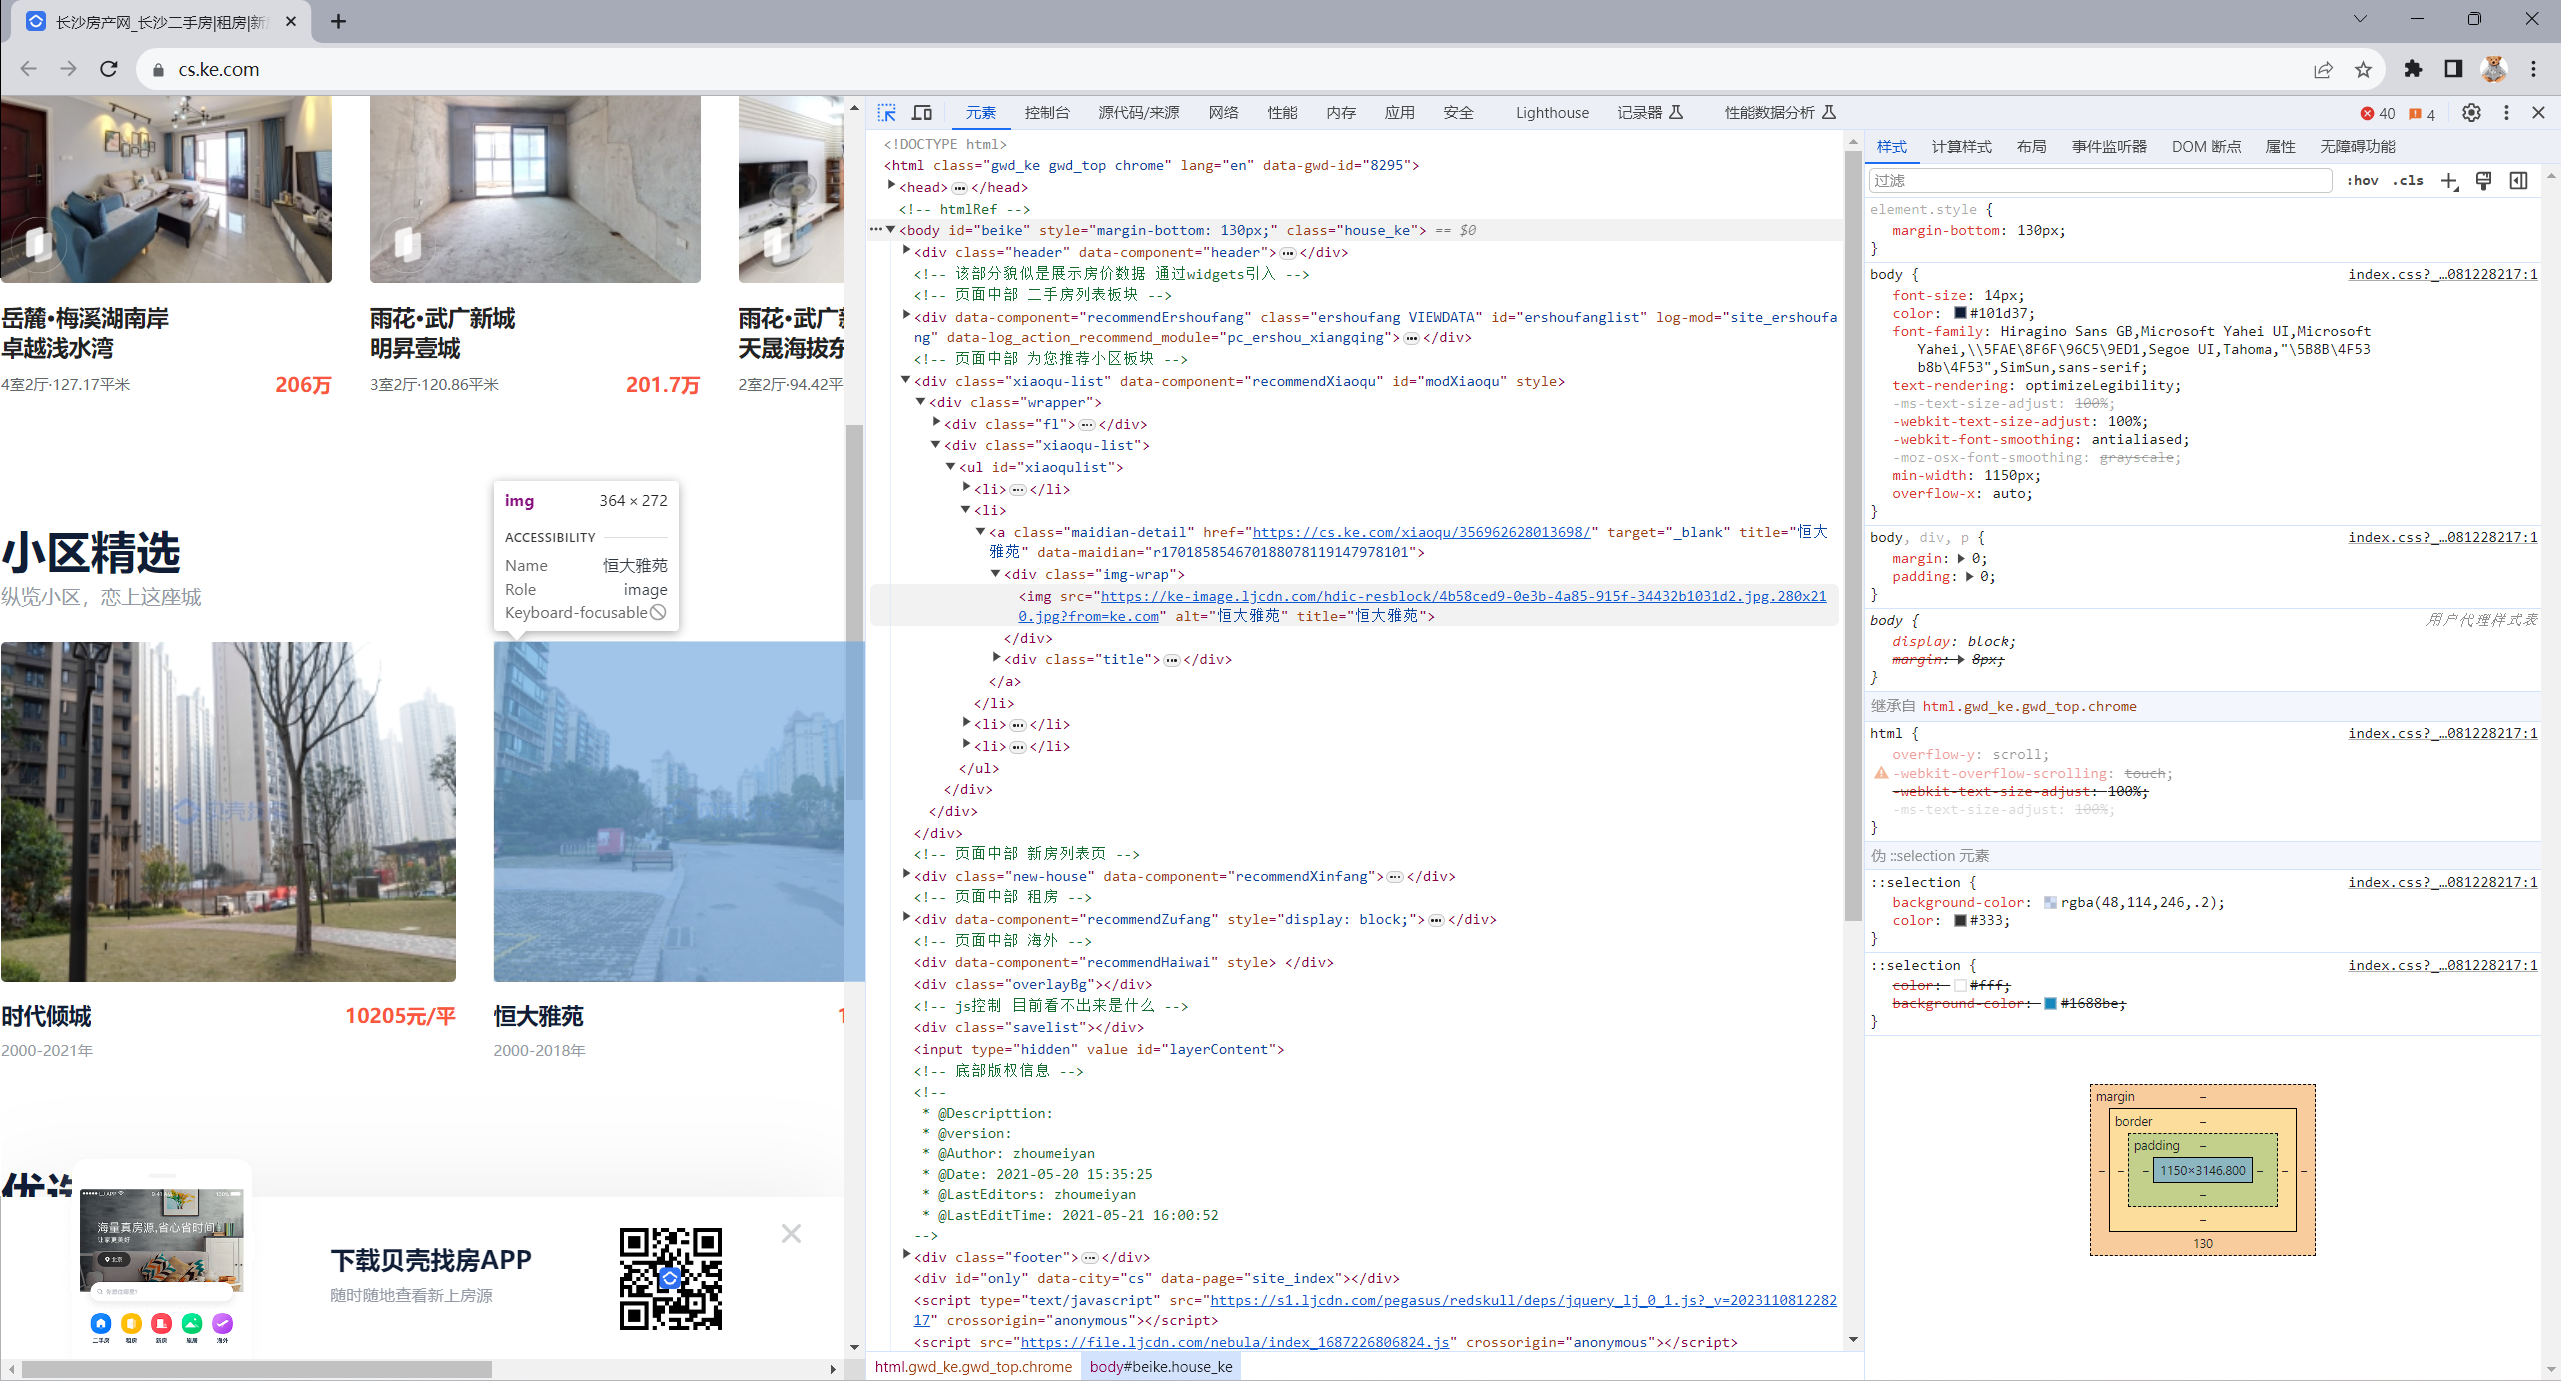 长沙房产网_长沙二手房|租房|新
cs.ke.com
岳麓•梅溪湖南岸
卓越浅水湾
4室2厅·127.17平米
206万
雨花•武广新城
明昇壹城
3室2厅·120.86平米
201.7万
雨花•武广
天晟海拔东
2室2厅·94.42平
小区精选
纵览小区，恋上这座城
img
364 × 272
ACCESSIBILITY
Name
恒大雅苑
Role
image
Keyboard-focusable
时代倾城
10205元/平
2000-2021年
恒大雅苑
2000-2018年
海量真房源,省心省时间
让家更美好
北京
二手房
租房
新房
海外
下载贝壳找房APP
随时随地查看新上房源
元素
控制台
源代码/来源
网络
性能
内存
应用
安全
Lighthouse
记录器
性能数据分析
40
4
<!DOCTYPE html>
<html class="gwd_ke gwd_top chrome" lang="en" data-gwd-id="8295">
<head>…</head>
<!-- htmlRef -->
<body id="beike" style="margin-bottom: 130px;" class="house_ke"> == $0
<div class="header" data-component="header">…</div>
<!-- 该部分貌似是展示房价数据 通过widgets引入 -->
<!-- 页面中部 二手房列表板块 -->
<div data-component="recommendErshoufang" class="ershoufang VIEWDATA" id="ershoufanglist" log-mod="site_ershoufa
ng" data-log_action_recommend_module="pc_ershou_xiangqing">…</div>
<!-- 页面中部 为您推荐小区板块 -->
<div class="xiaoqu-list" data-component="recommendXiaoqu" id="modXiaoqu" style>
<div class="wrapper">
<div class="fl">…</div>
<div class="xiaoqu-list">
<ul id="xiaoqulist">
<li>…</li>
<li>
<a class="maidian-detail" href="https://cs.ke.com/xiaoqu/356962628013698/" target="_blank" title="恒大
雅苑" data-maidian="r1701858546701888078119147978101">
<div class="img-wrap">
<img src="https://ke-image.ljcdn.com/hdic-resblock/4b58ced9-0e3b-4a85-915f-34432b1031d2.jpg.280x21
0.jpg?from=ke.com" alt="恒大雅苑" title="恒大雅苑">
</div>
<div class="title">…</div>
</a>
</li>
<li>…</li>
<li>…</li>
</ul>
</div>
</div>
</div>
<!-- 页面中部 新房列表页 -->
<div class="new-house" data-component="recommendXinfang">…</div>
<!-- 页面中部 租房 -->
<div data-component="recommendZufang" style="display: block;">…</div>
<!-- 页面中部 海外 -->
<div data-component="recommendHaiwai" style> </div>
<div class="overlayBg"></div>
<!-- js控制 目前看不出来是什么 -->
<div class="savelist"></div>
<input type="hidden" value id="layerContent">
<!-- 底部版权信息 -->
<!--
* @Descripttion:
* @version:
* @Author: zhoumeiyan
* @Date: 2021-05-20 15:35:25
* @LastEditors: zhoumeiyan
* @LastEditTime: 2021-05-21 16:00:52
-->
<div class="footer">…</div>
<div id="only" data-city="cs" data-page="site_index"></div>
<script type="text/javascript" src="https://s1.ljcdn.com/pegasus/redskull/deps/jquery_lj_0_1.js?_v=2023110812282
17" crossorigin="anonymous"></script>
<script src="https://file.ljcdn.com/nebula/index_1687226806824.js" crossorigin="anonymous"></script>
html.gwd_ke.gwd_top.chrome
body#beike.house_ke
样式
计算样式
布局
事件监听器
DOM 断点
属性
无障碍功能
过滤
:hov
.cls
element.style {
margin-bottom: 130px;
}
body {
index.css?_…081228217:1
font-size: 14px;
color: #101d37;
font-family: Hiragino Sans GB,Microsoft Yahei UI,Microsoft
Yahei,\\5FAE\8F6F\96C5\9ED1,Segoe UI,Tahoma,"\5B8B\4F53
b8b\4F53",SimSun,sans-serif;
text-rendering: optimizeLegibility;
-ms-text-size-adjust: 100%;
-webkit-text-size-adjust: 100%;
-webkit-font-smoothing: antialiased;
-moz-osx-font-smoothing: grayscale;
min-width: 1150px;
overflow-x: auto;
}
body, div, p {
index.css?_…081228217:1
margin: 0;
padding: 0;
}
body {
用户代理样式表
display: block;
margin: 8px;
}
继承自 html.gwd_ke.gwd_top.chrome
html {
index.css?_…081228217:1
overflow-y: scroll;
-webkit-overflow-scrolling: touch;
-webkit-text-size-adjust: 100%;
-ms-text-size-adjust: 100%;
}
伪 ::selection 元素
::selection {
index.css?_…081228217:1
background-color: rgba(48,114,246,.2);
color: #333;
}
::selection {
index.css?_…081228217:1
color: #fff;
background-color: #1688be;
}
margin
border
padding
1150×3146.800
130